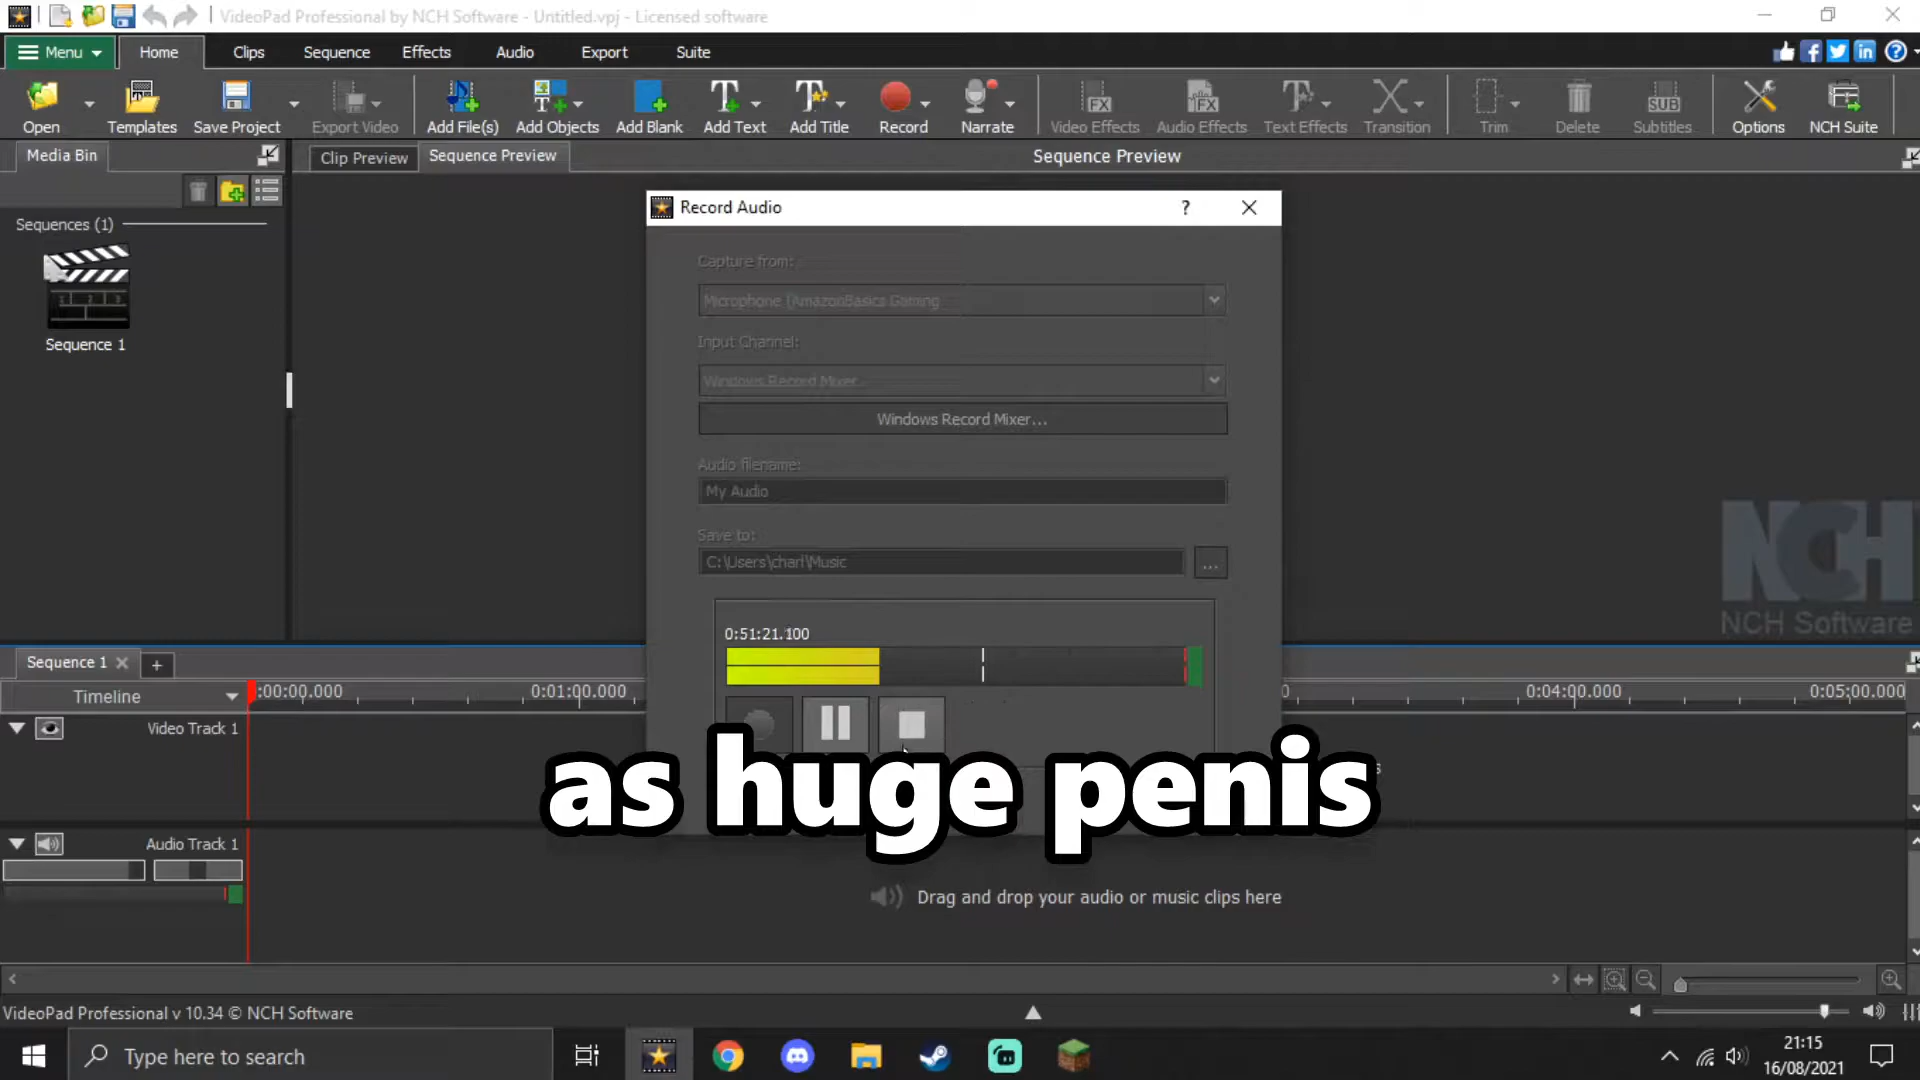 VideoPad Professional by NCH Software - Untitled.vpj - Licensed software
Menu Home Clips Sequence Effects Audio Export Suite
Open Templates Save Project Export Video Add File(s) Add Objects Add Blank Add Text Add Title Record Narrate Video Effects Audio Effects Text Effects Transition Trim Delete Subtitles Options NCH Suite
Media Bin Clip Preview Sequence Preview Sequence Preview
Sequences (1)
Sequence 1
Record Audio
Capture from:
Microphone (AmazonBasics Gaming
Input Channel:
Windows Record Mixer
Windows Record Mixer...
Audio filename:
My Audio
Save to:
C:\Users\charl\Music
...
NCH
NCH Software
0:51:21.100
Sequence 1
Timeline :00:00.000 0:01:00.000 0:04:00.000 0:05:00.000
Video Track 1
as huge penis
Audio Track 1
Drag and drop your audio or music clips here
VideoPad Professional v 10.34 © NCH Software
Type here to search
21:15
16/08/2021